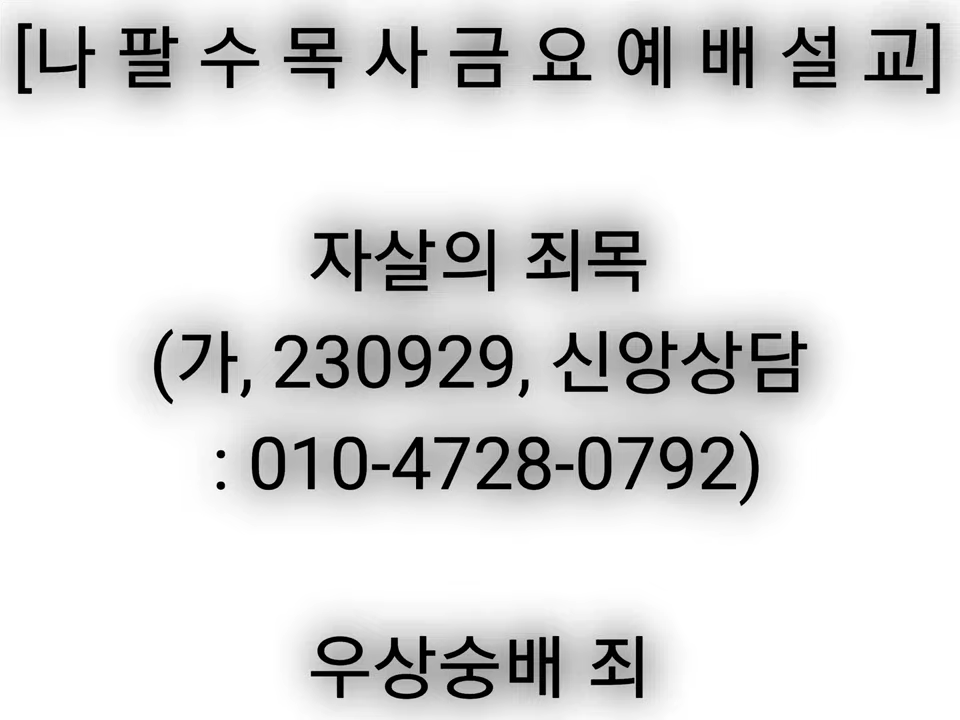 [나 팔 수 목 사 금 요 예 배 설 교]
자살의 죄목
(가, 230929, 신앙상담
: 010-4728-0792)
우상숭배 죄